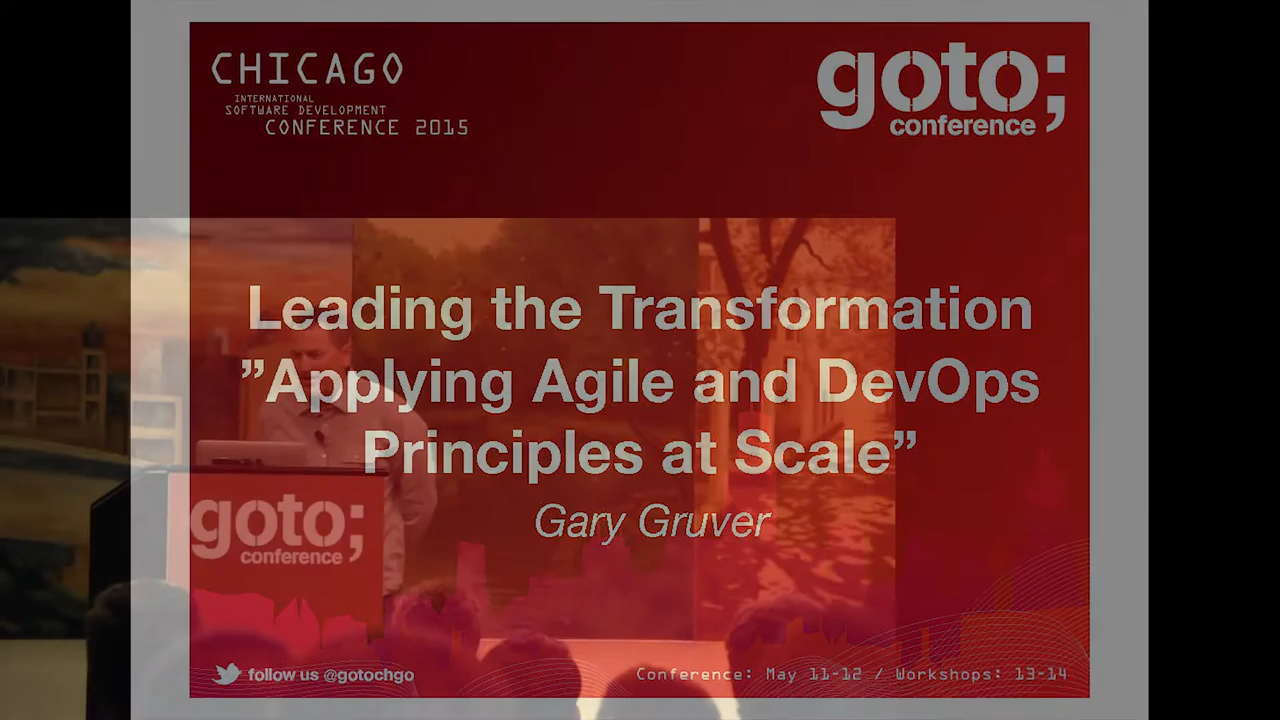 CHICAGO
INTERNATIONAL
SOFTWARE DEVELOPMENT
CONFERENCE 2015
goto;
conference
Leading the Transformation
”Applying Agile and DevOps
Principles at Scale”
Gary Gruver
goto;
conference
follow us @gotochgo
Conference: May 11-12 / Workshops: 13-14